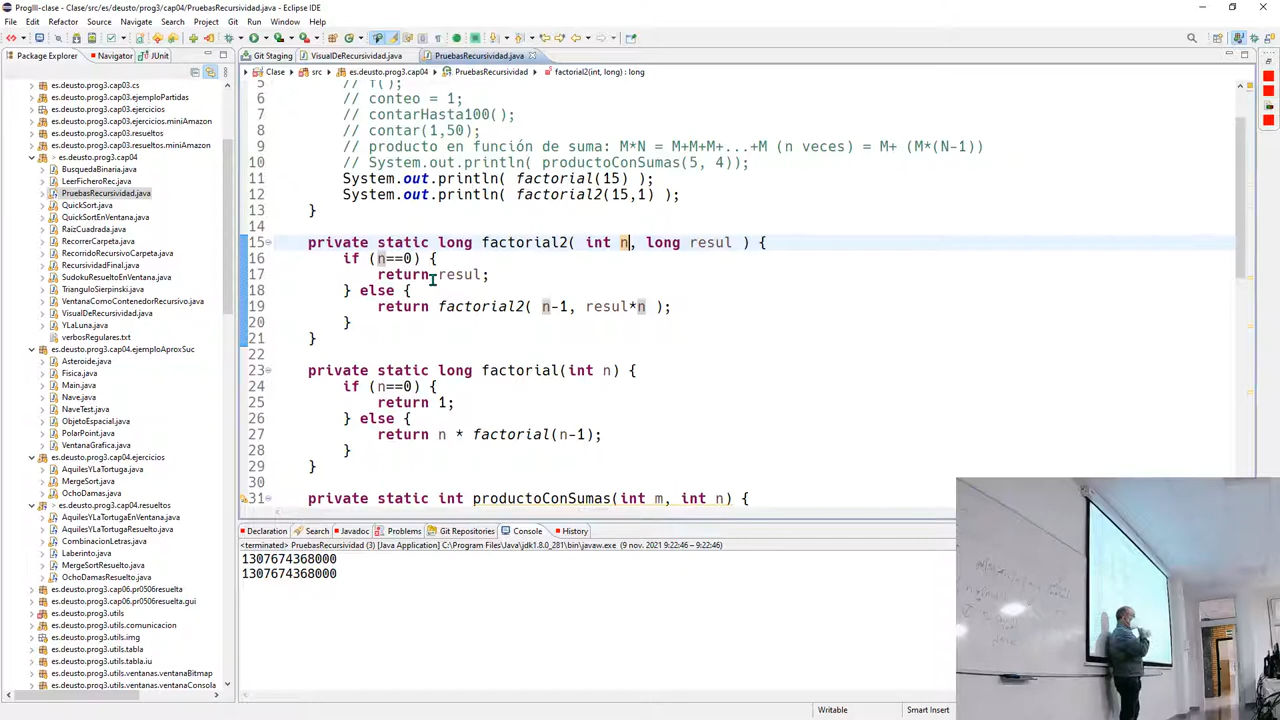 ProgIII-clase - Clase/src/es/deusto/prog3/cap04/PruebasRecursividad.java - Eclipse IDE
File Edit Refactor Source Navigate Search Project Git Run Window Help
Package Explorer Navigator JUnit
Git Staging VisualDeRecursividad.java PruebasRecursividad.java
Clase src es.deusto.prog3.cap04 PruebasRecursividad factorial2(int, long) : long
es.deusto.prog3.cap03.cs
es.deusto.prog3.cap03.ejemploPartidas
es.deusto.prog3.cap03.ejercicios
es.deusto.prog3.cap03.ejercicios.miniAmazon
es.deusto.prog3.cap03.resueltos
es.deusto.prog3.cap03.resueltos.miniAmazon
> es.deusto.prog3.cap04
BusquedaBinaria.java
LeerFicheroRec.java
PruebasRecursividad.java
QuickSort.java
QuickSortEnVentana.java
RaizCuadrada.java
RecorrerCarpeta.java
RecorridoRecursivoCarpeta.java
RecursividadFinal.java
SudokuResueltoEnVentana.java
TrianguloSierpinski.java
VentanaComoContenedorRecursivo.java
VisualDeRecursividad.java
YLaLuna.java
verbosRegulares.txt
es.deusto.prog3.cap04.ejemploAproxSuc
Asteroide.java
Fisica.java
Main.java
Nave.java
NaveTest.java
ObjetoEspacial.java
PolarPoint.java
VentanaGrafica.java
es.deusto.prog3.cap04.ejercicios
AquilesYLaTortuga.java
MergeSort.java
OchoDamas.java
> es.deusto.prog3.cap04.resueltos
AquilesYLaTortugaEnVentana.java
AquilesYLaTortugaResuelto.java
CombinacionLetras.java
Laberinto.java
MergeSortResuelto.java
OchoDamasResuelto.java
es.deusto.prog3.cap06.pr0506resuelta
es.deusto.prog3.cap06.pr0506resuelta.gui
es.deusto.prog3.utils
es.deusto.prog3.utils.comunicacion
es.deusto.prog3.utils.img
es.deusto.prog3.utils.tabla
es.deusto.prog3.utils.tabla.iu
es.deusto.prog3.utils.ventanas.ventanaBitmap
es.deusto.prog3.utils.ventanas.ventanaConsola
5 // f();
6 // conteo = 1;
7 // contarHasta100();
8 // contar(1,50);
9 // producto en función de suma: M*N = M+M+M+...+M (n veces) = M+ (M*(N-1))
10 // System.out.println( productoConSumas(5, 4));
11 System.out.println( factorial(15) );
12 System.out.println( factorial2(15,1) );
13 }
14
15 private static long factorial2( int n, long resul ) {
16 if (n==0) {
17 return resul;
18 } else {
19 return factorial2( n-1, resul*n );
20 }
21 }
22
23 private static long factorial(int n) {
24 if (n==0) {
25 return 1;
26 } else {
27 return n * factorial(n-1);
28 }
29 }
30
31 private static int productoConSumas(int m, int n) {
Declaration Search Javadoc Problems Git Repositories Console History
<terminated> PruebasRecursividad (3) [Java Application] C:\Program Files\Java\jdk1.8.0_281\bin\javaw.exe (9 nov. 2021 9:22:46 – 9:22:46)
1307674368000
1307674368000
Writable Smart Insert